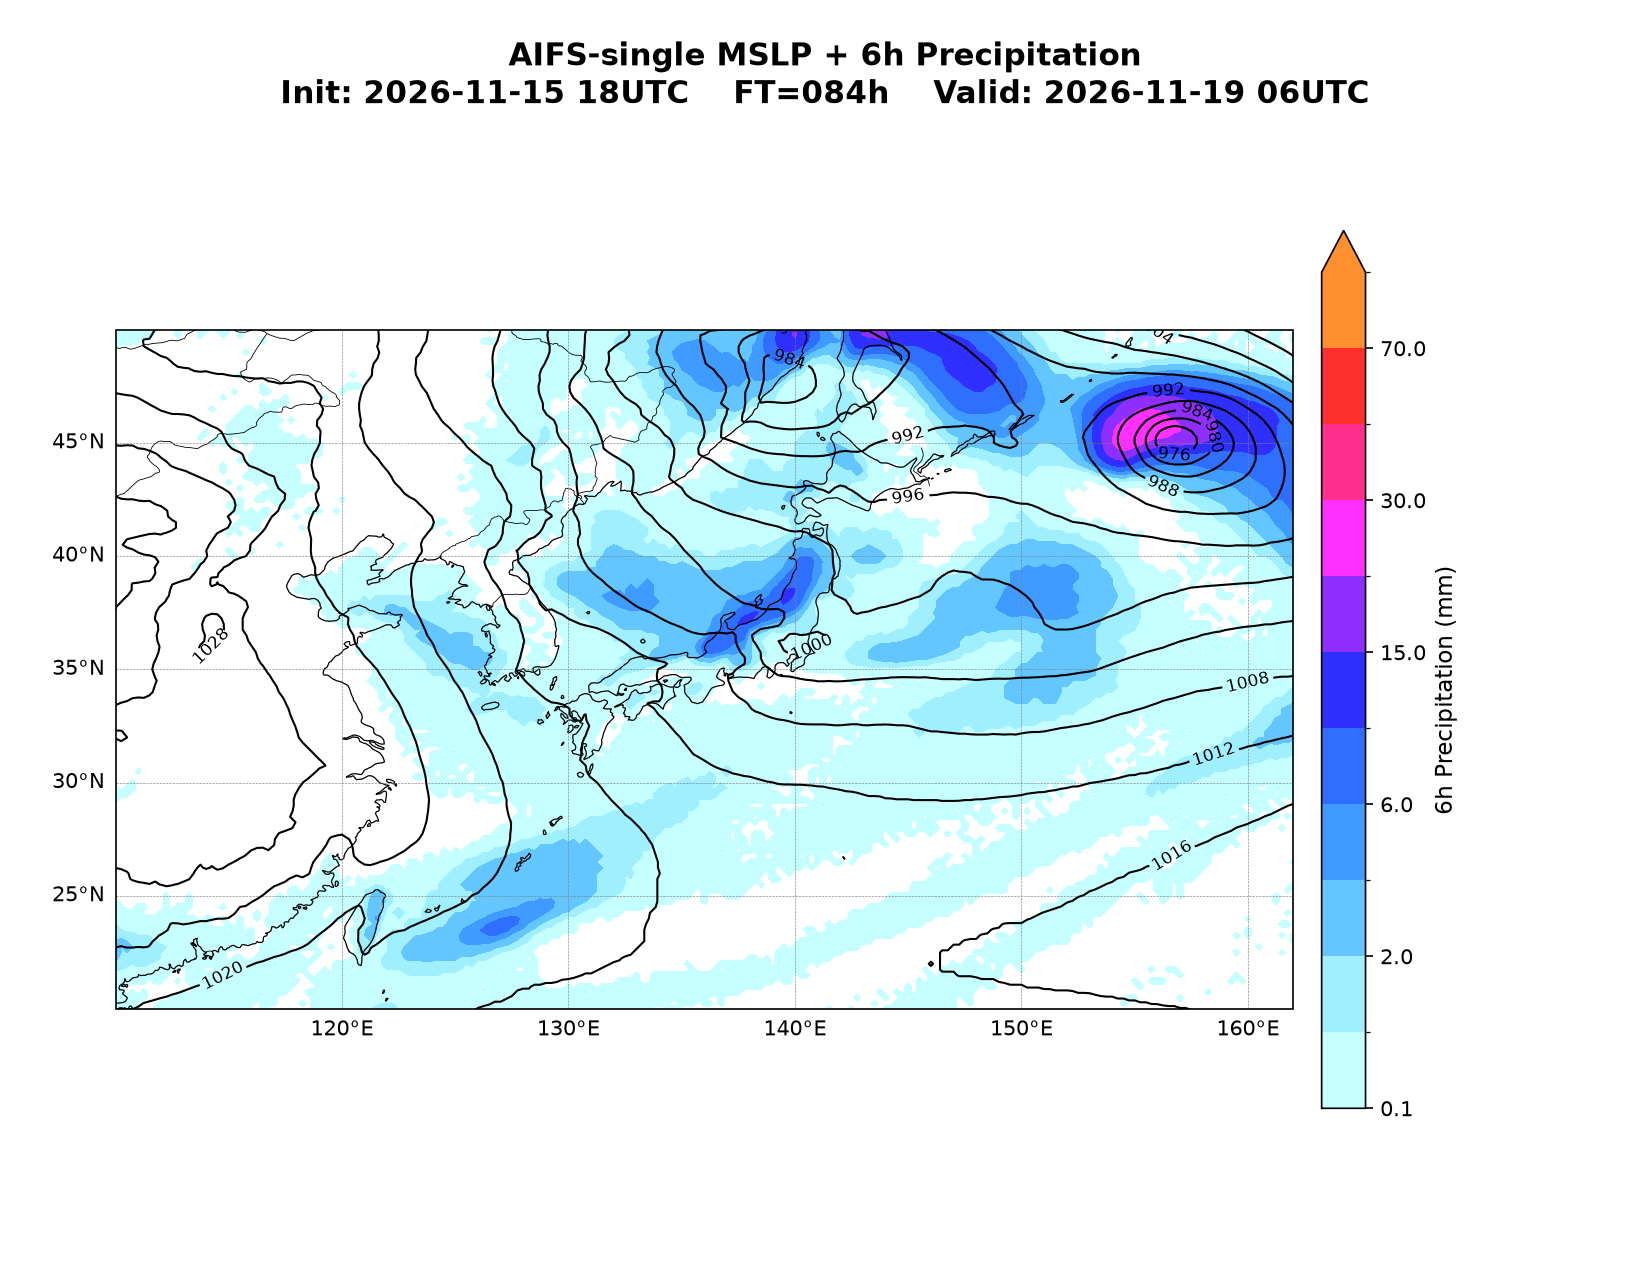 AIFS-single MSLP + 6h Precipitation
Init: 2026-11-15 18UTC    FT=084h    Valid: 2026-11-19 06UTC
04
984
992
984
980
976
988
992
996
1000
1028
1008
1012
1016
1020
45°N
40°N
35°N
30°N
25°N
120°E
130°E
140°E
150°E
160°E
70.0
30.0
15.0
6.0
2.0
0.1
6h Precipitation (mm)